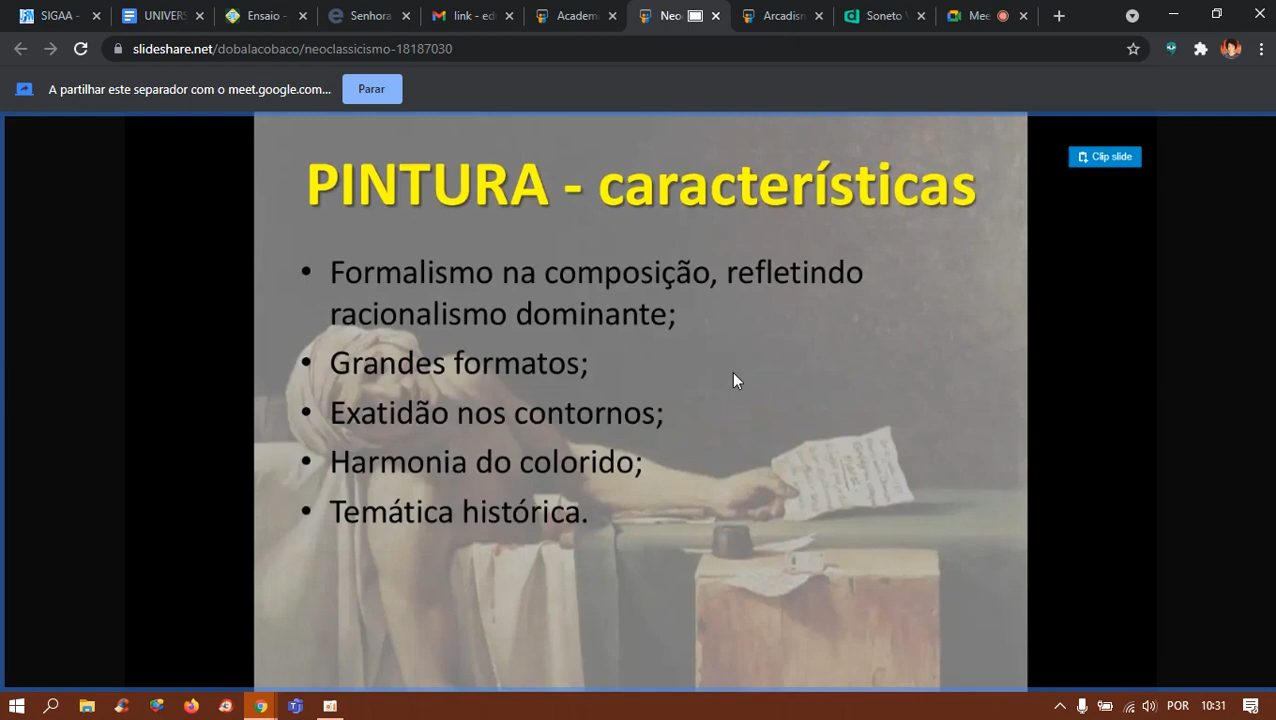 SIGAA -
UNIVERS
Ensaio -
Senhora
link - ed
Academ
Neo
Arcadism
Soneto V
Mee
slideshare.net/dobalacobaco/neoclassicismo-18187030
A partilhar este separador com o meet.google.com...
Parar
Clip slide
PINTURA - características
• Formalismo na composição, refletindo
racionalismo dominante;
• Grandes formatos;
• Exatidão nos contornos;
• Harmonia do colorido;
• Temática histórica.
POR
10:31